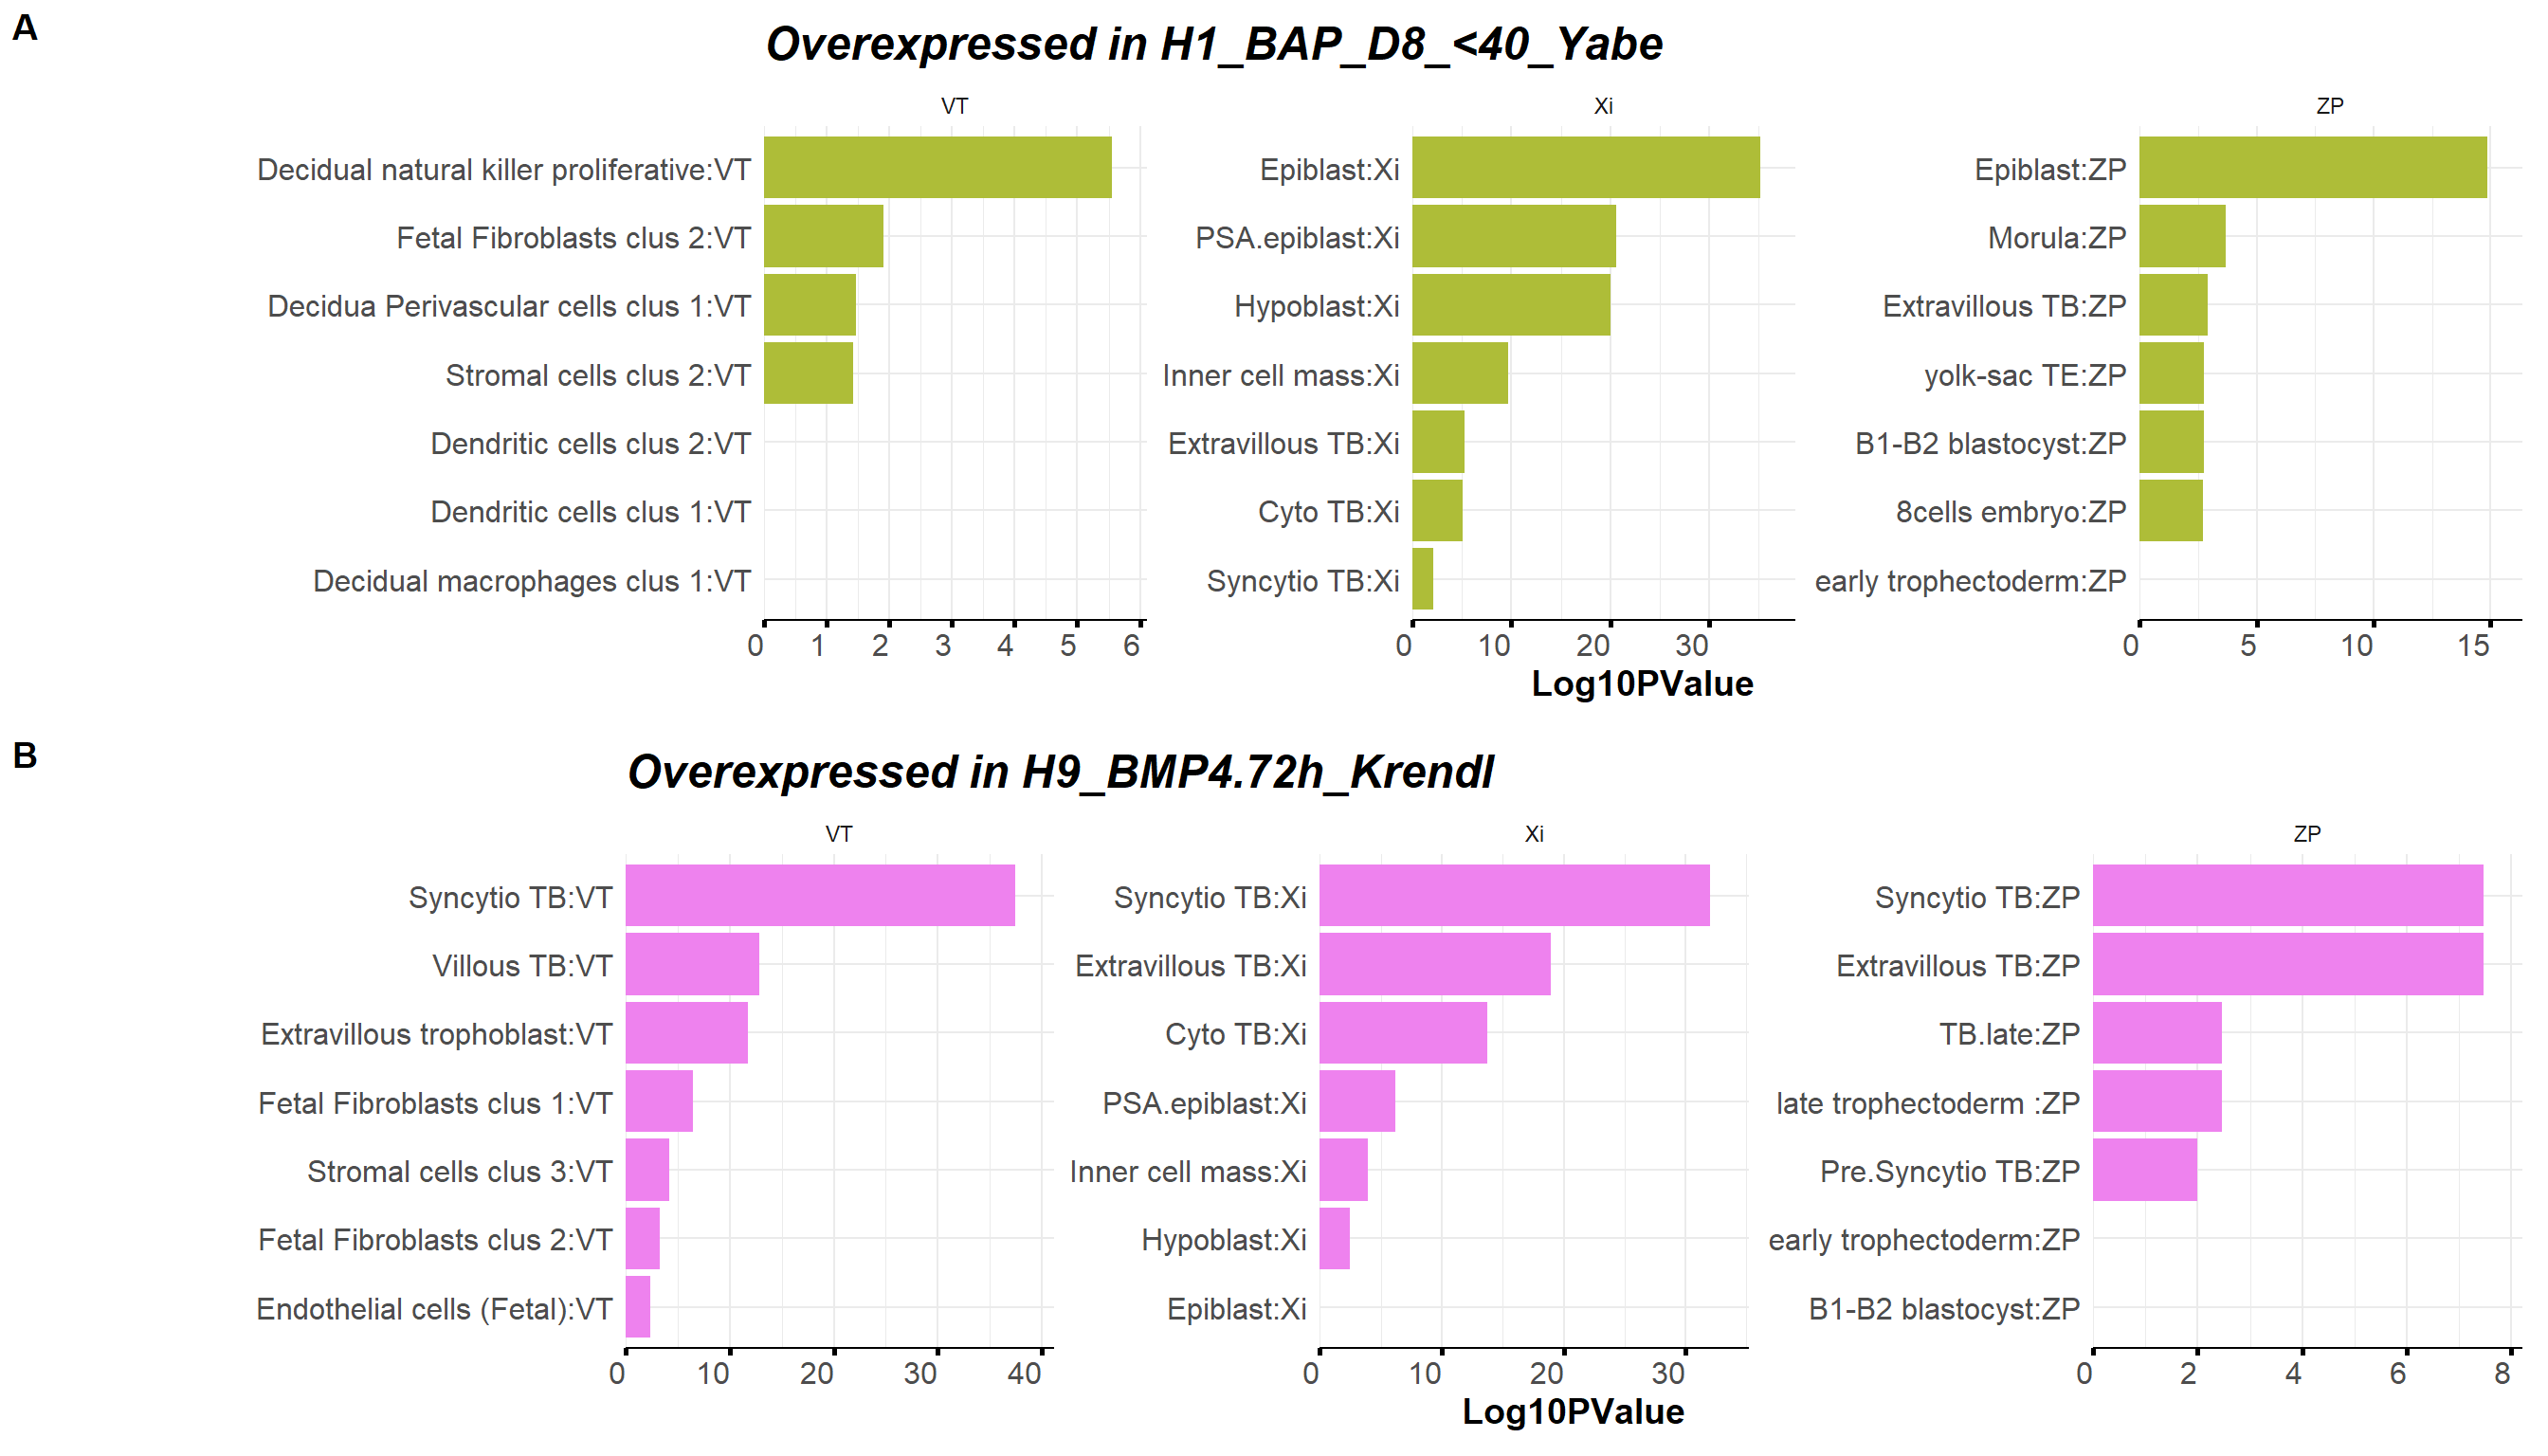 A
Overexpressed in H1_BAP_D8_<40_Yabe
VT
Decidual natural killer proliferative:VT
Fetal Fibroblasts clus 2:VT
Decidua Perivascular cells clus 1:VT
Stromal cells clus 2:VT
Dendritic cells clus 2:VT
Dendritic cells clus 1:VT
Decidual macrophages clus 1:VT
0 1 2 3 4 5 6
Xi
Epiblast:Xi
PSA.epiblast:Xi
Hypoblast:Xi
Inner cell mass:Xi
Extravillous TB:Xi
Cyto TB:Xi
Syncytio TB:Xi
0 10 20 30
ZP
Epiblast:ZP
Morula:ZP
Extravillous TB:ZP
yolk-sac TE:ZP
B1-B2 blastocyst:ZP
8cells embryo:ZP
early trophectoderm:ZP
0 5 10 15
Log10PValue
B
Overexpressed in H9_BMP4.72h_Krendl
VT
Syncytio TB:VT
Villous TB:VT
Extravillous trophoblast:VT
Fetal Fibroblasts clus 1:VT
Stromal cells clus 3:VT
Fetal Fibroblasts clus 2:VT
Endothelial cells (Fetal):VT
0 10 20 30 40
Xi
Syncytio TB:Xi
Extravillous TB:Xi
Cyto TB:Xi
PSA.epiblast:Xi
Inner cell mass:Xi
Hypoblast:Xi
Epiblast:Xi
0 10 20 30
ZP
Syncytio TB:ZP
Extravillous TB:ZP
TB.late:ZP
late trophectoderm :ZP
Pre.Syncytio TB:ZP
early trophectoderm:ZP
B1-B2 blastocyst:ZP
0 2 4 6 8
Log10PValue